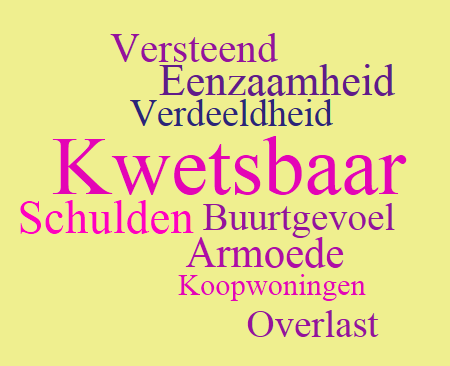 Versteend
Eenzaamheid
Verdeeldheid
Kwetsbaar
Schulden Buurtgevoel
Armoede
Koopwoningen
Overlast